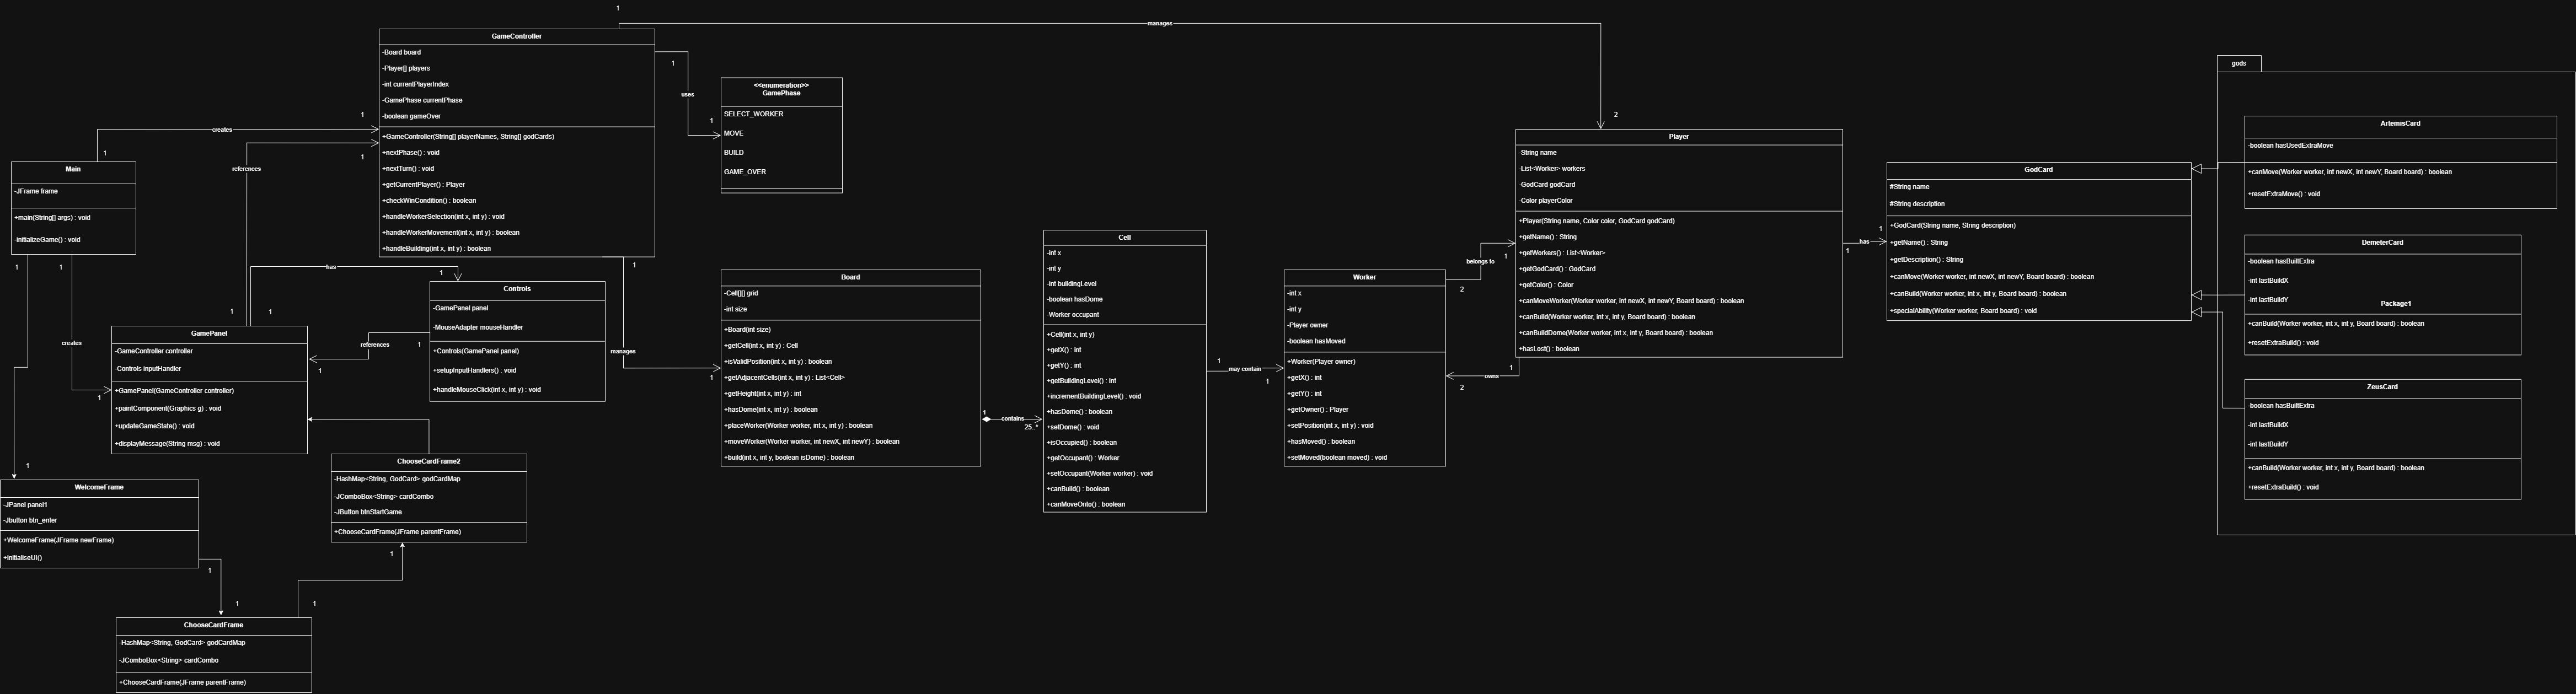 1
manages
GameController
-Board board
-Player[] players
-int currentPlayerIndex
-GamePhase currentPhase
-boolean gameOver
+GameController(String[] playerNames, String[] godCards)
+nextPhase() : void
+nextTurn() : void
+getCurrentPlayer() : Player
+checkWinCondition() : boolean
+handleWorkerSelection(int x, int y) : void
+handleWorkerMovement(int x, int y) : boolean
+handleBuilding(int x, int y) : boolean
1
uses
1
<<enumeration>>
GamePhase
SELECT_WORKER
MOVE
BUILD
GAME_OVER
1
creates
1
1
references
Main
-JFrame frame
+main(String[] args) : void
-initializeGame() : void
1
1
creates
1
has
1
1
1
Controls
-GamePanel panel
-MouseAdapter mouseHandler
+Controls(GamePanel panel)
+setupInputHandlers() : void
+handleMouseClick(int x, int y) : void
references
1
1
GamePanel
-GameController controller
-Controls inputHandler
+GamePanel(GameController controller)
+paintComponent(Graphics g) : void
+updateGameState() : void
+displayMessage(String msg) : void
1
manages
1
ChooseCardFrame2
-HashMap<String, GodCard> godCardMap
-JComboBox<String> cardCombo
-JButton btnStartGame
+ChooseCardFrame(JFrame parentFrame)
1
1
WelcomeFrame
-JPanel panel1
-Jbutton btn_enter
+WelcomeFrame(JFrame newFrame)
+initialiseUI()
1
1
1
ChooseCardFrame
-HashMap<String, GodCard> godCardMap
-JComboBox<String> cardCombo
+ChooseCardFrame(JFrame parentFrame)
Board
-Cell[][] grid
-int size
+Board(int size)
+getCell(int x, int y) : Cell
+isValidPosition(int x, int y) : boolean
+getAdjacentCells(int x, int y) : List<Cell>
+getHeight(int x, int y) : int
+hasDome(int x, int y) : boolean
+placeWorker(Worker worker, int x, int y) : boolean
+moveWorker(Worker worker, int newX, int newY) : boolean
+build(int x, int y, boolean isDome) : boolean
1
contains
25..*
Cell
-int x
-int y
-int buildingLevel
-boolean hasDome
-Worker occupant
+Cell(int x, int y)
+getX() : int
+getY() : int
+getBuildingLevel() : int
+incrementBuildingLevel() : void
+hasDome() : boolean
+setDome() : void
+isOccupied() : boolean
+getOccupant() : Worker
+setOccupant(Worker worker) : void
+canBuild() : boolean
+canMoveOnto() : boolean
1
may contain
1
Worker
-int x
-int y
-Player owner
-boolean hasMoved
+Worker(Player owner)
+getX() : int
+getY() : int
+getOwner() : Player
+setPosition(int x, int y) : void
+hasMoved() : boolean
+setMoved(boolean moved) : void
belongs to
1
2
1
owns
2
2
Player
-String name
-List<Worker> workers
-GodCard godCard
-Color playerColor
+Player(String name, Color color, GodCard godCard)
+getName() : String
+getWorkers() : List<Worker>
+getGodCard() : GodCard
+getColor() : Color
+canMoveWorker(Worker worker, int newX, int newY, Board board) : boolean
+canBuild(Worker worker, int x, int y, Board board) : boolean
+canBuildDome(Worker worker, int x, int y, Board board) : boolean
+hasLost() : boolean
1
has
1
GodCard
#String name
#String description
+GodCard(String name, String description)
+getName() : String
+getDescription() : String
+canMove(Worker worker, int newX, int newY, Board board) : boolean
+canBuild(Worker worker, int x, int y, Board board) : boolean
+specialAbility(Worker worker, Board board) : void
gods
ArtemisCard
-boolean hasUsedExtraMove
+canMove(Worker worker, int newX, int newY, Board board) : boolean
+resetExtraMove() : void
DemeterCard
-boolean hasBuiltExtra
-int lastBuildX
-int lastBuildY
Package1
+canBuild(Worker worker, int x, int y, Board board) : boolean
+resetExtraBuild() : void
ZeusCard
-boolean hasBuiltExtra
-int lastBuildX
-int lastBuildY
+canBuild(Worker worker, int x, int y, Board board) : boolean
+resetExtraBuild() : void